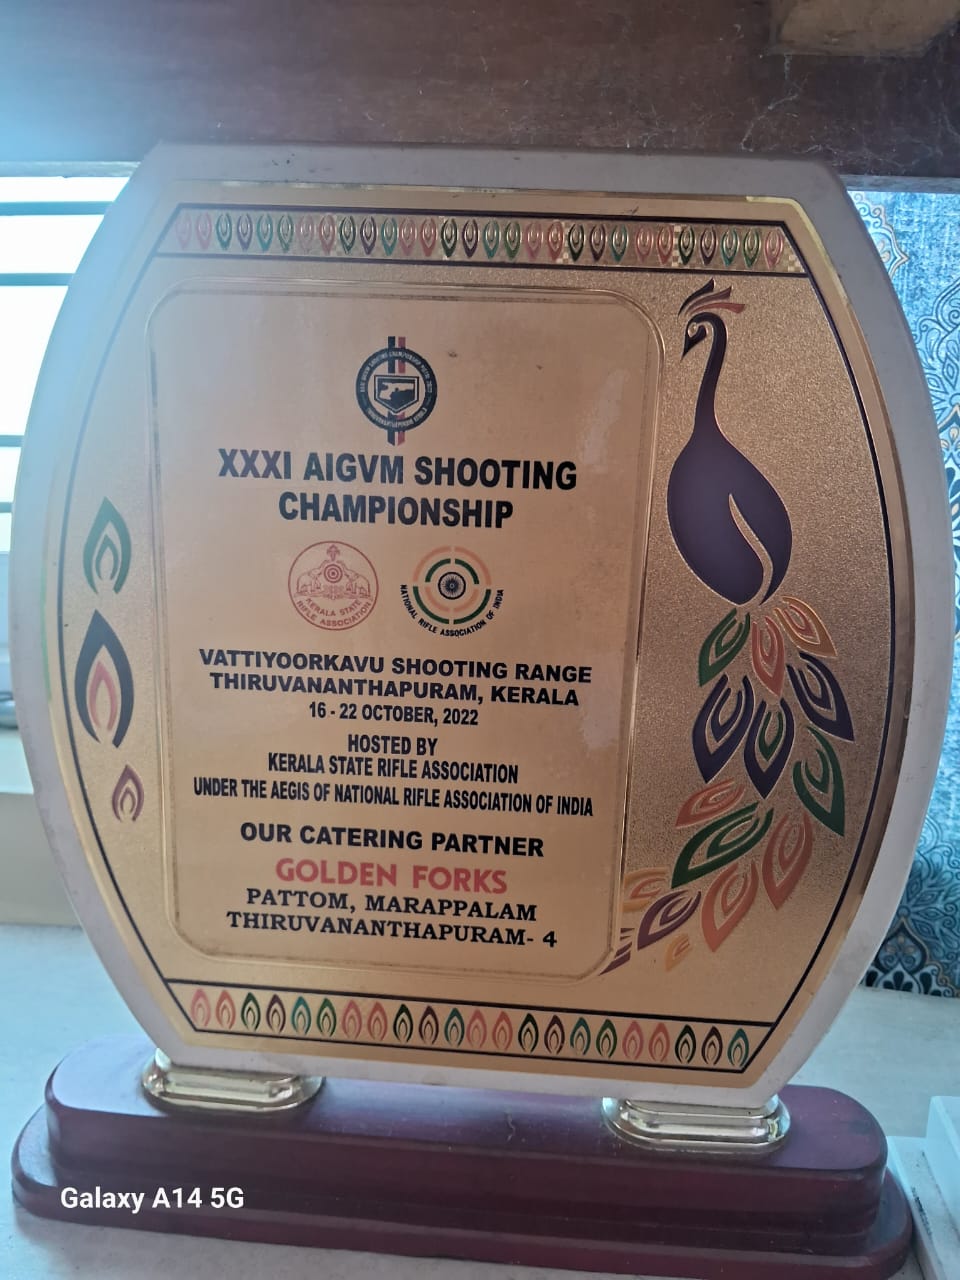 XXXI AIGVM SHOOTING
CHAMPIONSHIP
KERALA STATE
RIFLE ASSOCIATION
NATIONAL RIFLE ASSOCIATION OF INDIA
VATTIYOORKAVU SHOOTING RANGE
THIRUVANANTHAPURAM, KERALA
16 - 22 OCTOBER, 2022
HOSTED BY
KERALA STATE RIFLE ASSOCIATION
UNDER THE AEGIS OF NATIONAL RIFLE ASSOCIATION OF INDIA
OUR CATERING PARTNER
GOLDEN FORKS
PATTOM, MARAPPALAM
THIRUVANANTHAPURAM- 4
Galaxy A14 5G